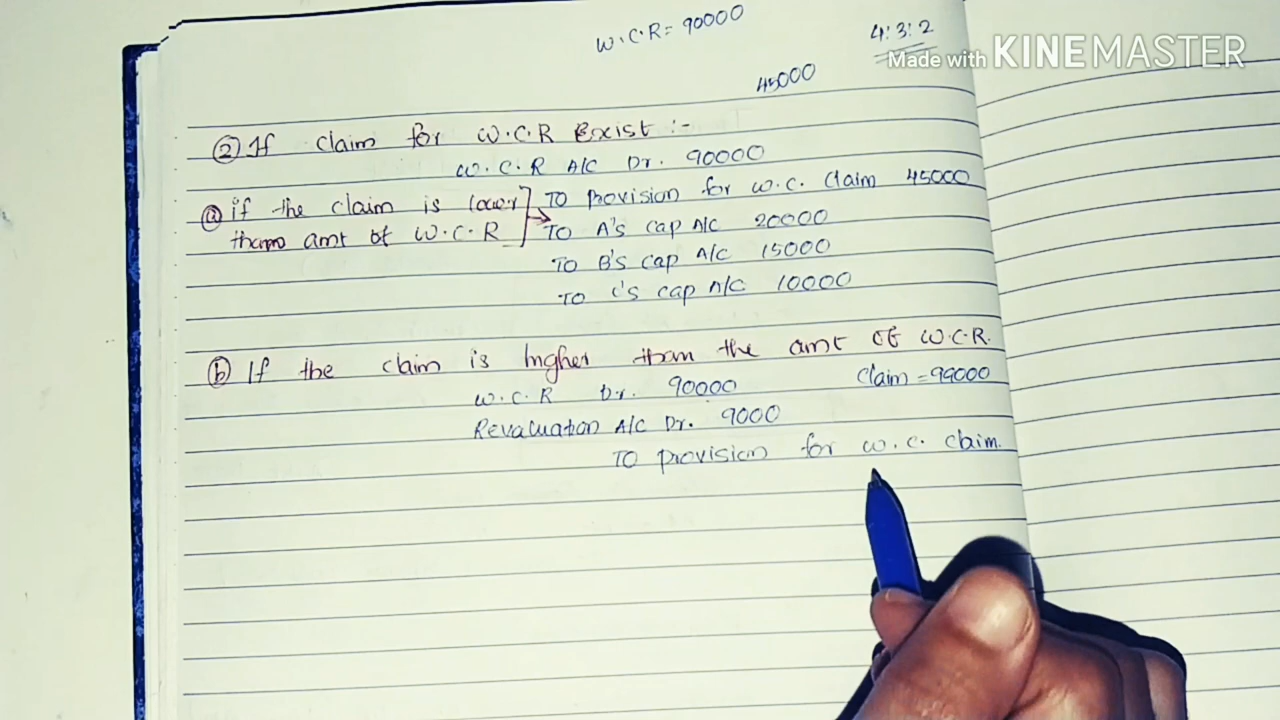 W.C.R = 90000
4:3:2
Made with KINEMASTER
45000
② If claim for W.C.R Exist :-
W.C.R A/C Dr. 90000
ⓐ if the claim is lower TO provision for W.C. Claim 45000
than amt of W.C.R TO A's cap A/C 20000
TO B's cap A/C 15000
TO C's cap A/C 10000
ⓑ If the claim is higher than the amt of W.C.R.
W.C.R Dr. 90000 Claim = 99000
Revaluation A/C Dr. 9000
TO provision for W.C. Claim.